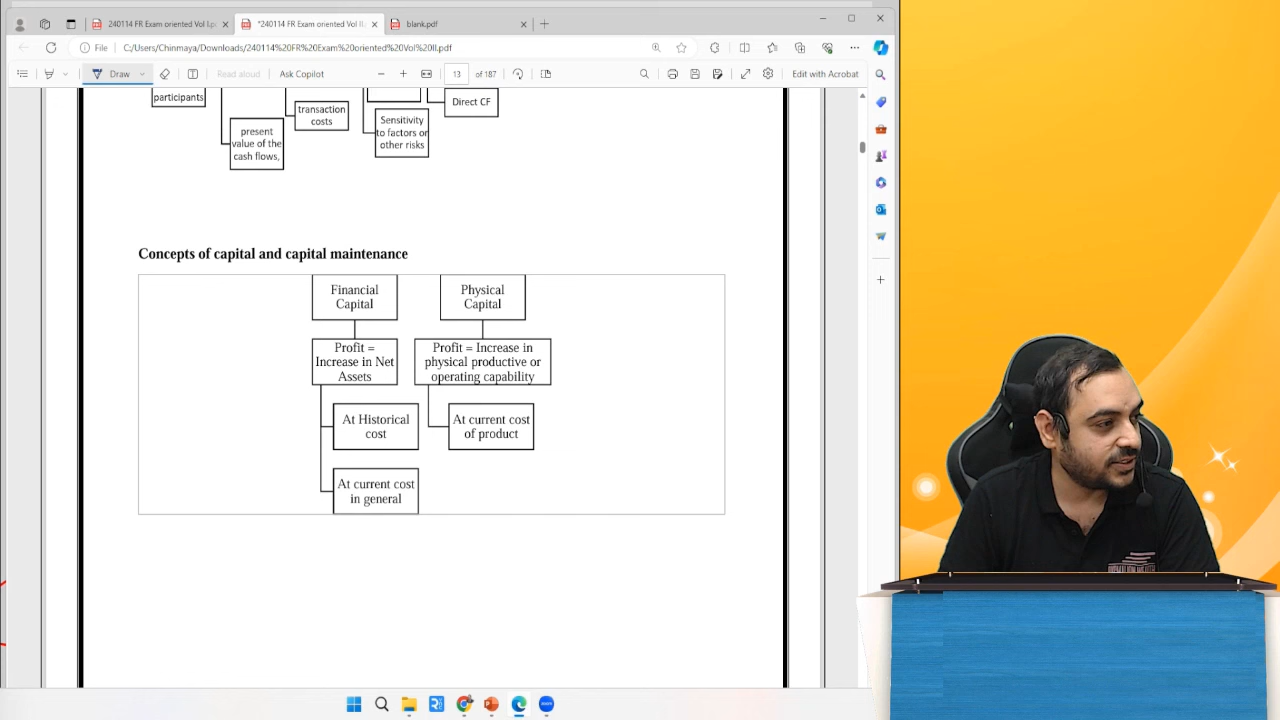 240114 FR Exam oriented Vol I.p
*240114 FR Exam oriented Vol II.
blank.pdf
File
C:/Users/Chinmaya/Downloads/240114%20FR%20Exam%20oriented%20Vol%20II.pdf
Draw
Read aloud
Ask Copilot
13
of 187
Edit with Acrobat
participants
present
value of the
cash flows,
transaction
costs
Sensitivity
to factors or
other risks
Direct CF
Concepts of capital and capital maintenance
Financial
Capital
Physical
Capital
Profit =
Increase in Net
Assets
Profit = Increase in
physical productive or
operating capability
At Historical
cost
At current cost
of product
At current cost
in general